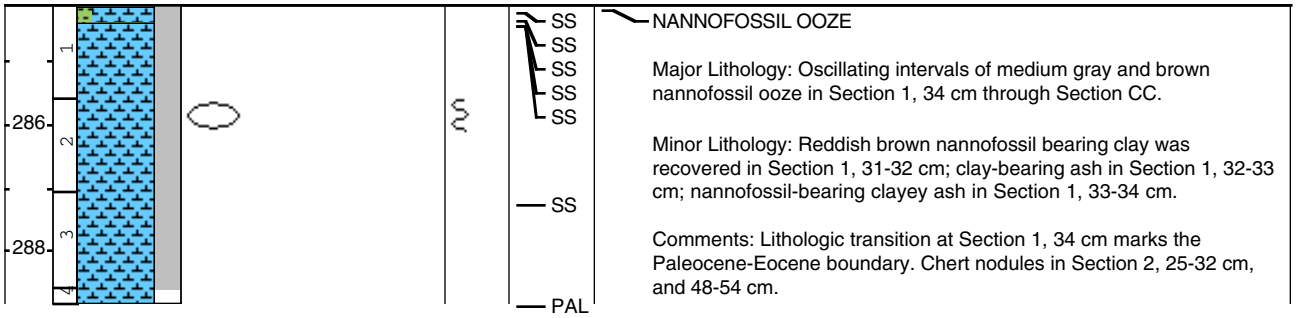 1
2
3
4
-286-
-288-
SS
SS
SS
SS
SS
SS
PAL
NANNOFOSSIL OOZE
Major Lithology: Oscillating intervals of medium gray and brown
nannofossil ooze in Section 1, 34 cm through Section CC.
Minor Lithology: Reddish brown nannofossil bearing clay was
recovered in Section 1, 31-32 cm; clay-bearing ash in Section 1, 32-33
cm; nannofossil-bearing clayey ash in Section 1, 33-34 cm.
Comments: Lithologic transition at Section 1, 34 cm marks the
Paleocene-Eocene boundary. Chert nodules in Section 2, 25-32 cm,
and 48-54 cm.